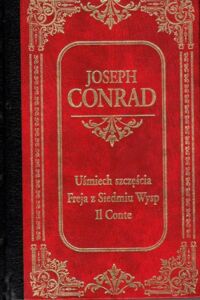 JOSEPH
CONRAD
Uśmiech szczęścia
Freja z Siedmiu Wysp
Il Conte